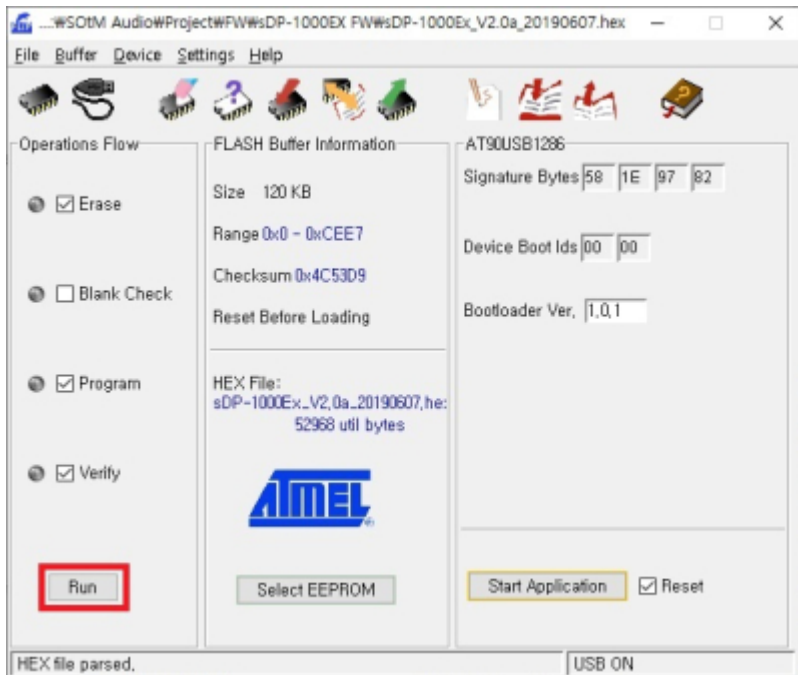 ...₩SOtM Audio₩Project₩FW₩sDP-1000EX FW₩sDP-1000Ex_V2.0a_20190607.hex
File Buffer Device Settings Help
Operations Flow
Erase
Blank Check
Program
Verify
Run
FLASH Buffer Information
Size 120 KB
Range 0x0 - 0xCEE7
Checksum 0x4C53D9
Reset Before Loading
HEX File:
sDP-1000Ex_V2,0a_20190607,he:
52968 util bytes
ATMEL
Select EEPROM
AT90USB1286
Signature Bytes 58 1E 97 82
Device Boot Ids 00 00
Bootloader Ver, 1,0,1
Start Application Reset
HEX file parsed,
USB ON